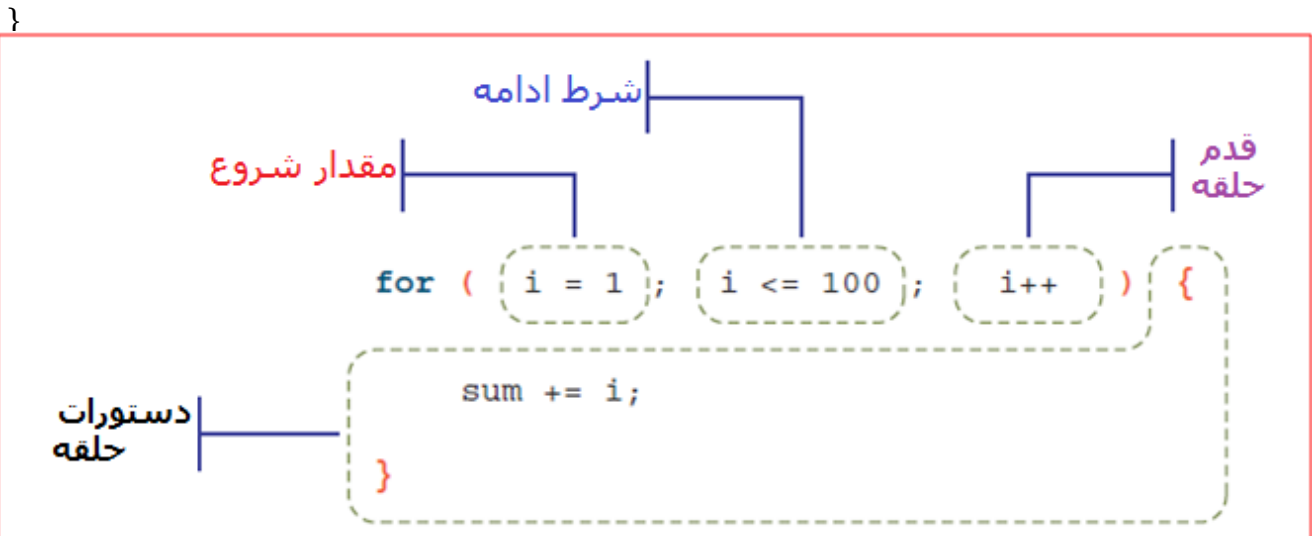 }
شرط ادامه
مقدار شروع
قدم
حلقه
for ( i = 1; i <= 100 ; i++ ) {
sum += i;
دستورات
حلقه
}